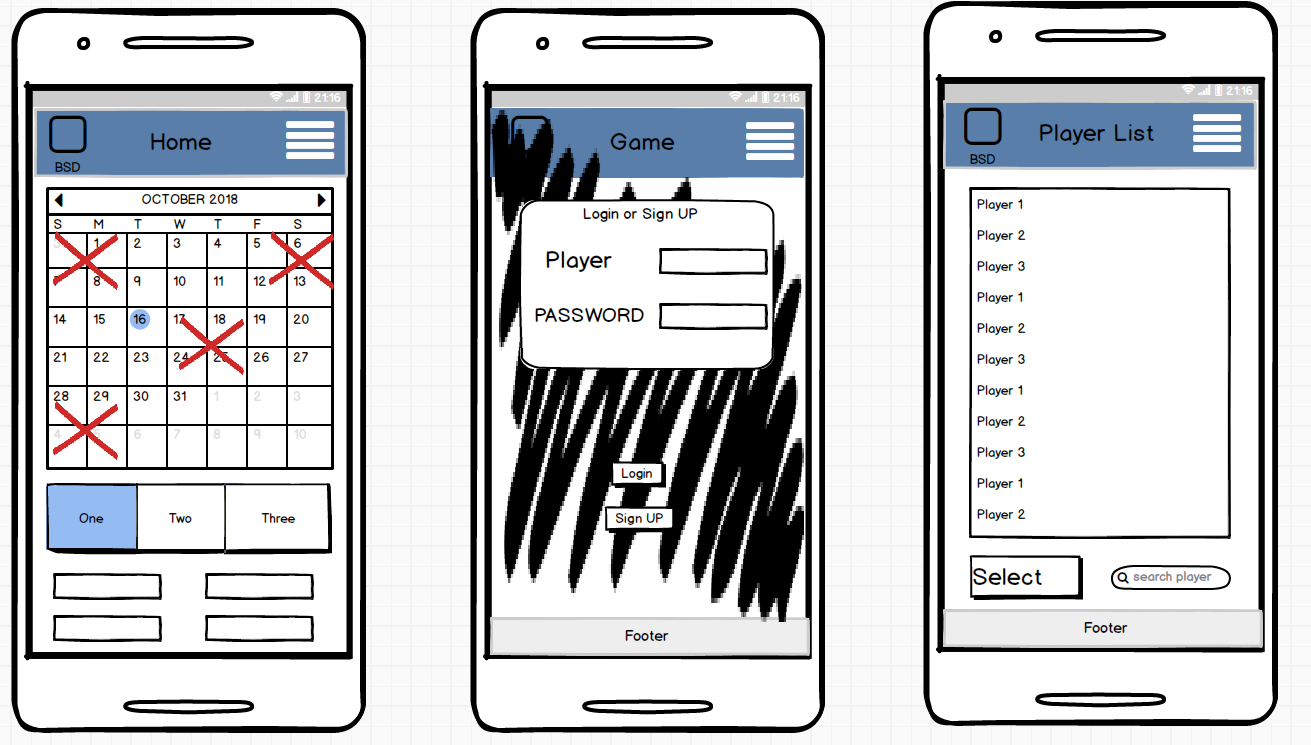 21:16
Home
BSD
OCTOBER 2018
S M T W T F S
1 2 3 4 5 6
8 9 10 11 12 13
14 15 16 17 18 19 20
21 22 23 24 25 26 27
28 29 30 31 1 2 3
4 6 7 8 9 10
One Two Three
21:16
Game
Login or Sign UP
Player
PASSWORD
Login
Sign UP
Footer
21:16
Player List
BSD
Player 1
Player 2
Player 3
Player 1
Player 2
Player 3
Player 1
Player 2
Player 3
Player 1
Player 2
Select
search player
Footer